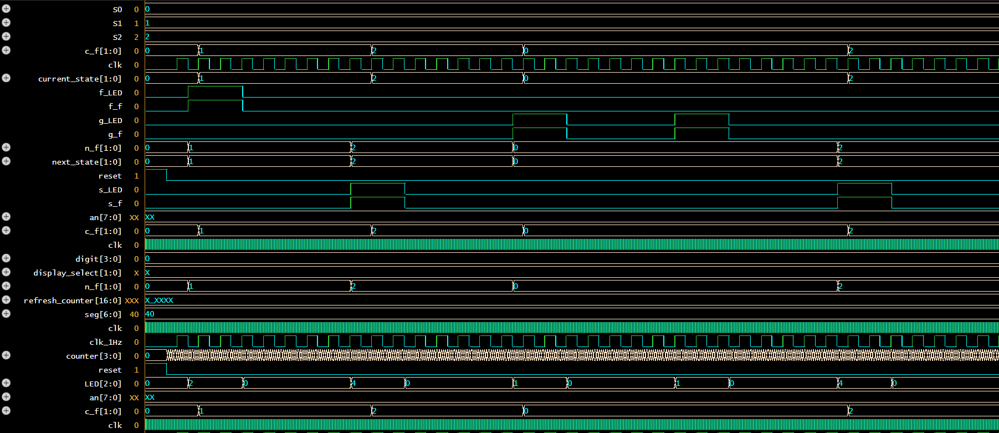 S0 0 0
S1 1 1
S2 2 2
c_f[1:0] 0 0 1 2 0 2
clk 0
current_state[1:0] 0 0 1 2 0 2
f_LED 0
f_f 0
g_LED 0
g_f 0
n_f[1:0] 0 0 1 2 0 2
next_state[1:0] 0 0 1 2 0 2
reset 1
s_LED 0
s_f 0
an[7:0] XX XX
c_f[1:0] 0 0 1 2 0 2
clk 0
digit[3:0] 0 0
display_select[1:0] X X
n_f[1:0] 0 0 1 2 0 2
refresh_counter[16:0] XXX X_XXXX
seg[6:0] 40 40
clk 0
clk_1Hz 0
counter[3:0] 0 0
reset 1
LED[2:0] 0 0 2 0 4 0 1 0 1 0 4 0
an[7:0] XX XX
c_f[1:0] 0 0 1 2 0 2
clk 0